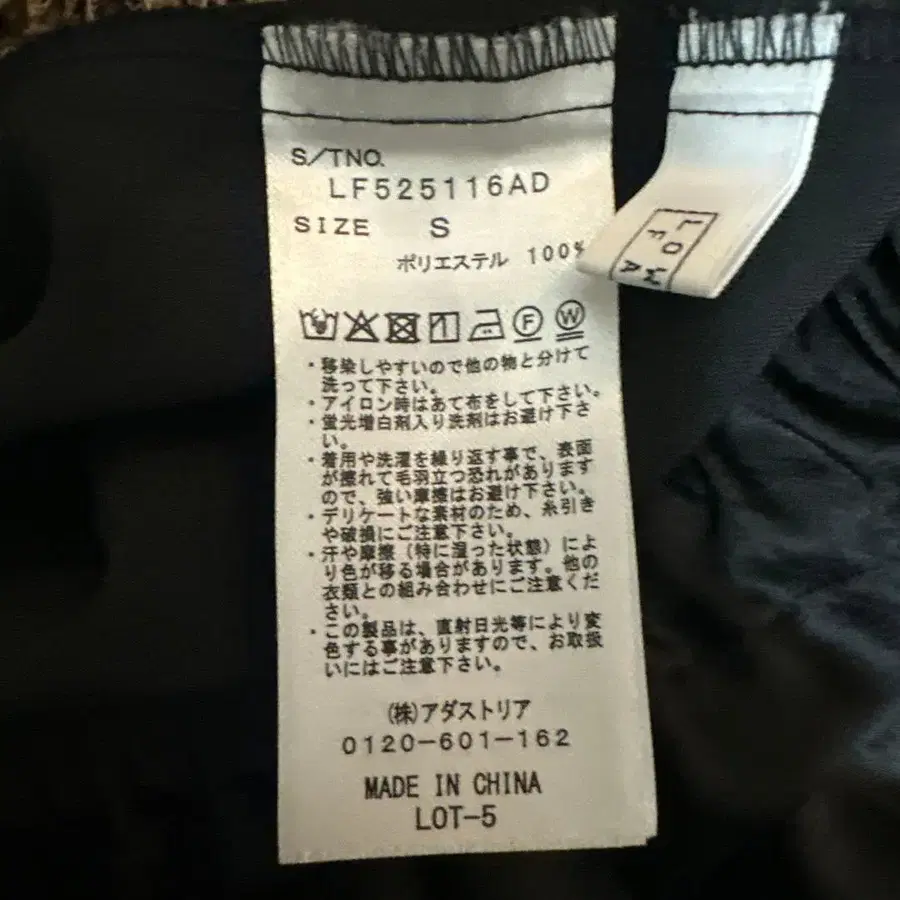 S/TNO.
LF525116AD
SIZE S
ポリエステル 100%
F W
・移染しやすいので他の物と分けて
洗って下さい。
・アイロン時はあて布をして下さい。
・蛍光増白剤入り洗剤はお避け下さ
い。
・着用や洗濯を繰り返す事で、表面
が擦れて毛羽立つ恐れがあります
ので、強い摩擦はお避け下さい。
・デリケートな素材のため、糸引き
や破損にご注意下さい。
・汗や摩擦（特に湿った状態）によ
り色が移る場合があります。他の
衣類との組み合わせにご注意くだ
さい。
・この製品は、直射日光等により変
色する事がありますので、お取扱
いにはご注意下さい。
(株)アダストリア
0120-601-162
MADE IN CHINA
LOT-5
LOWA
F